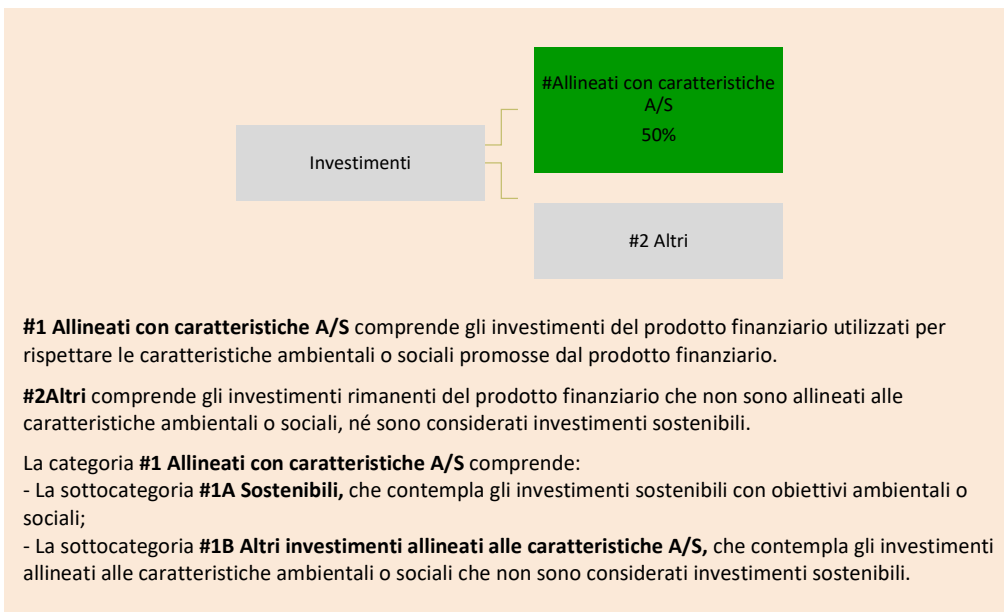 #Allineati con caratteristiche
A/S
50%
Investimenti
#2 Altri
#1 Allineati con caratteristiche A/S comprende gli investimenti del prodotto finanziario utilizzati per
rispettare le caratteristiche ambientali o sociali promosse dal prodotto finanziario.
#2Altri comprende gli investimenti rimanenti del prodotto finanziario che non sono allineati alle
caratteristiche ambientali o sociali, né sono considerati investimenti sostenibili.
La categoria #1 Allineati con caratteristiche A/S comprende:
- La sottocategoria #1A Sostenibili, che contempla gli investimenti sostenibili con obiettivi ambientali o
sociali;
- La sottocategoria #1B Altri investimenti allineati alle caratteristiche A/S, che contempla gli investimenti
allineati alle caratteristiche ambientali o sociali che non sono considerati investimenti sostenibili.